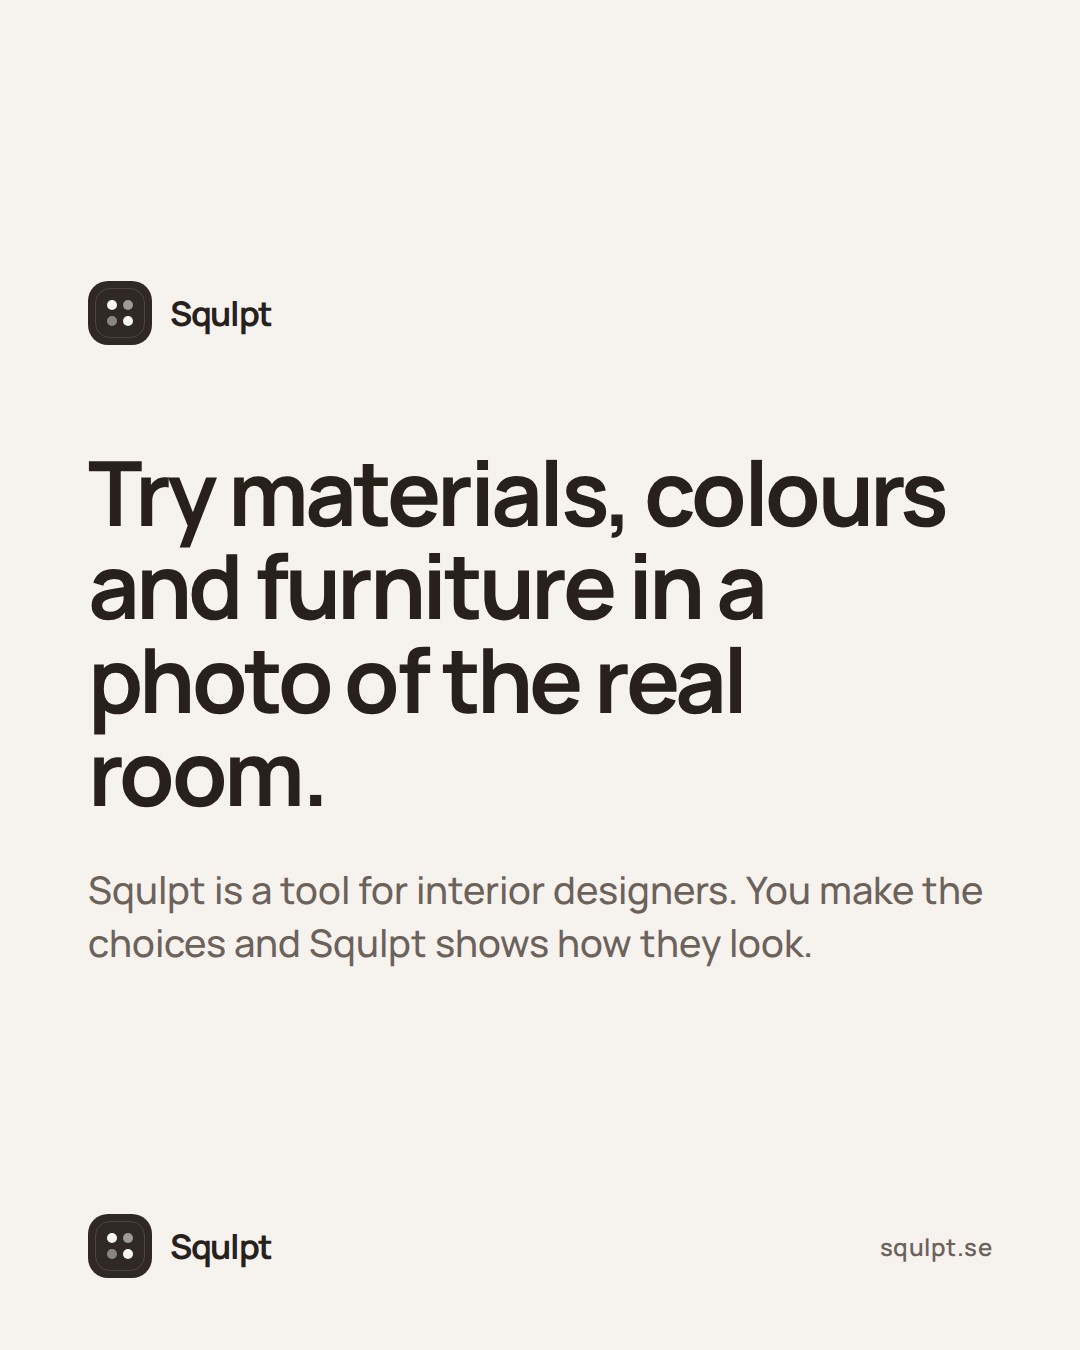 Squlpt
Try materials, colours
and furniture in a
photo of the real
room.
Squlpt is a tool for interior designers. You make the
choices and Squlpt shows how they look.
Squlpt
squlpt.se